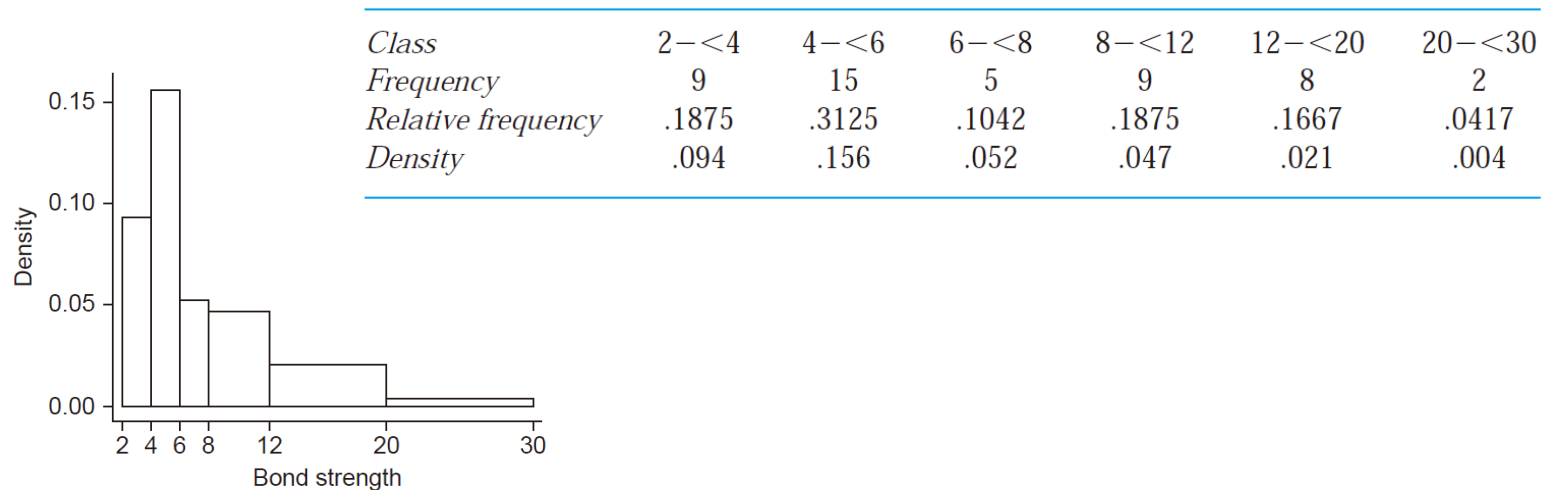 Class 2–<4 4–<6 6–<8 8–<12 12–<20 20–<30
Frequency 9 15 5 9 8 2
Relative frequency .1875 .3125 .1042 .1875 .1667 .0417
Density .094 .156 .052 .047 .021 .004
Density
0.15
0.10
0.05
0.00
2 4 6 8 12 20 30
Bond strength